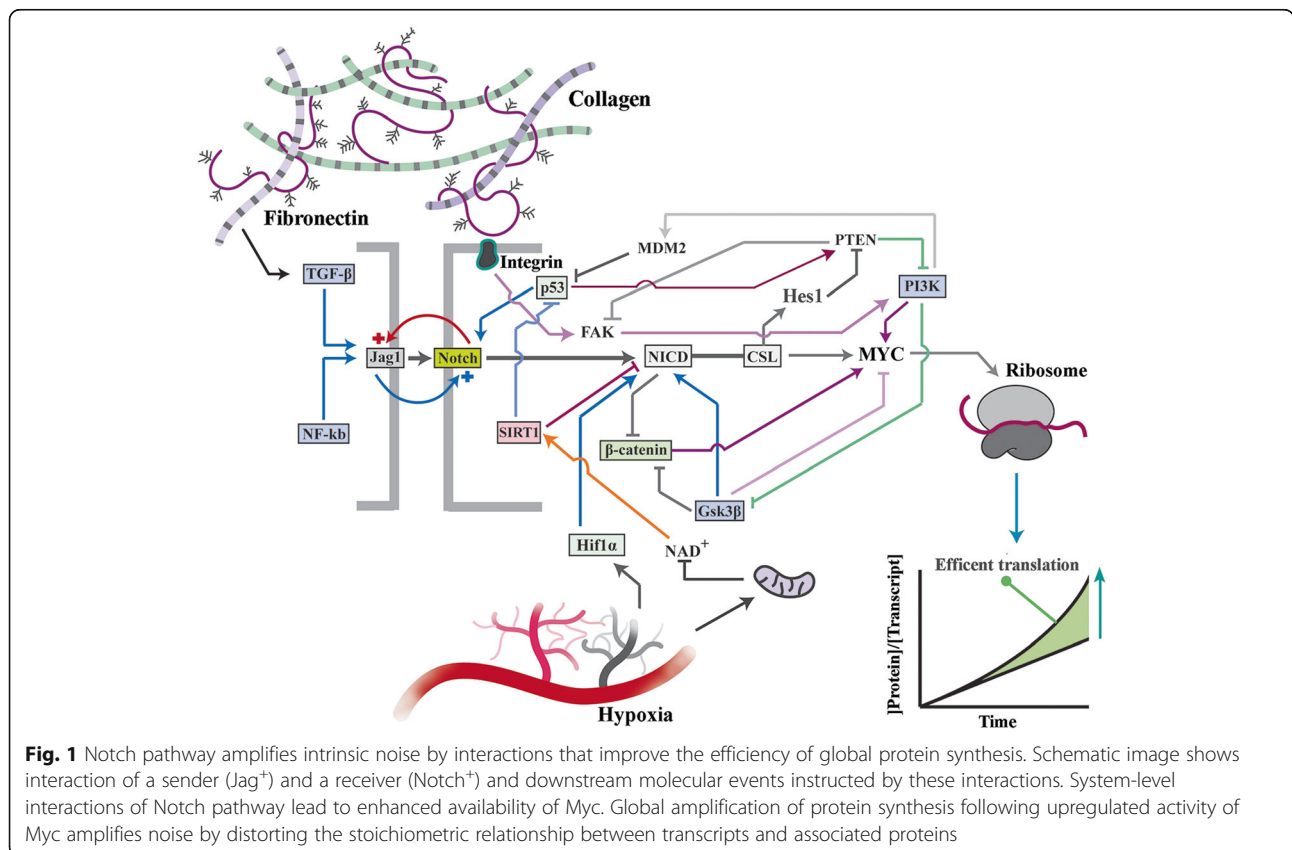 Collagen
Fibronectin
TGF-β
Integrin
MDM2
PTEN
p53
Hes1
PI3K
FAK
+
Jag1
Notch
NICD
CSL
MYC
+
Ribosome
NF-kb
SIRT1
β-catenin
Gsk3β
Hif1α
NAD+
Efficent translation
]Protein]/[Transcript]
Hypoxia
Time
Fig. 1 Notch pathway amplifies intrinsic noise by interactions that improve the efficiency of global protein synthesis. Schematic image shows
interaction of a sender (Jag+) and a receiver (Notch+) and downstream molecular events instructed by these interactions. System-level
interactions of Notch pathway lead to enhanced availability of Myc. Global amplification of protein synthesis following upregulated activity of
Myc amplifies noise by distorting the stoichiometric relationship between transcripts and associated proteins